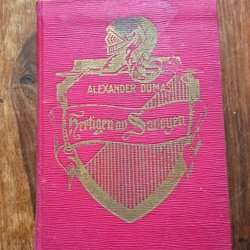 ALEXANDER DUMAS
Hertigen av Savoyen